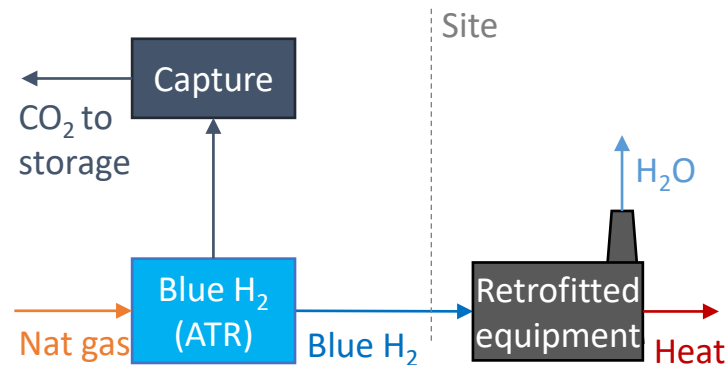 Site
Capture
CO₂ to
storage
H₂O
Blue H₂
(ATR)
Retrofitted
equipment
Nat gas
Blue H₂
Heat